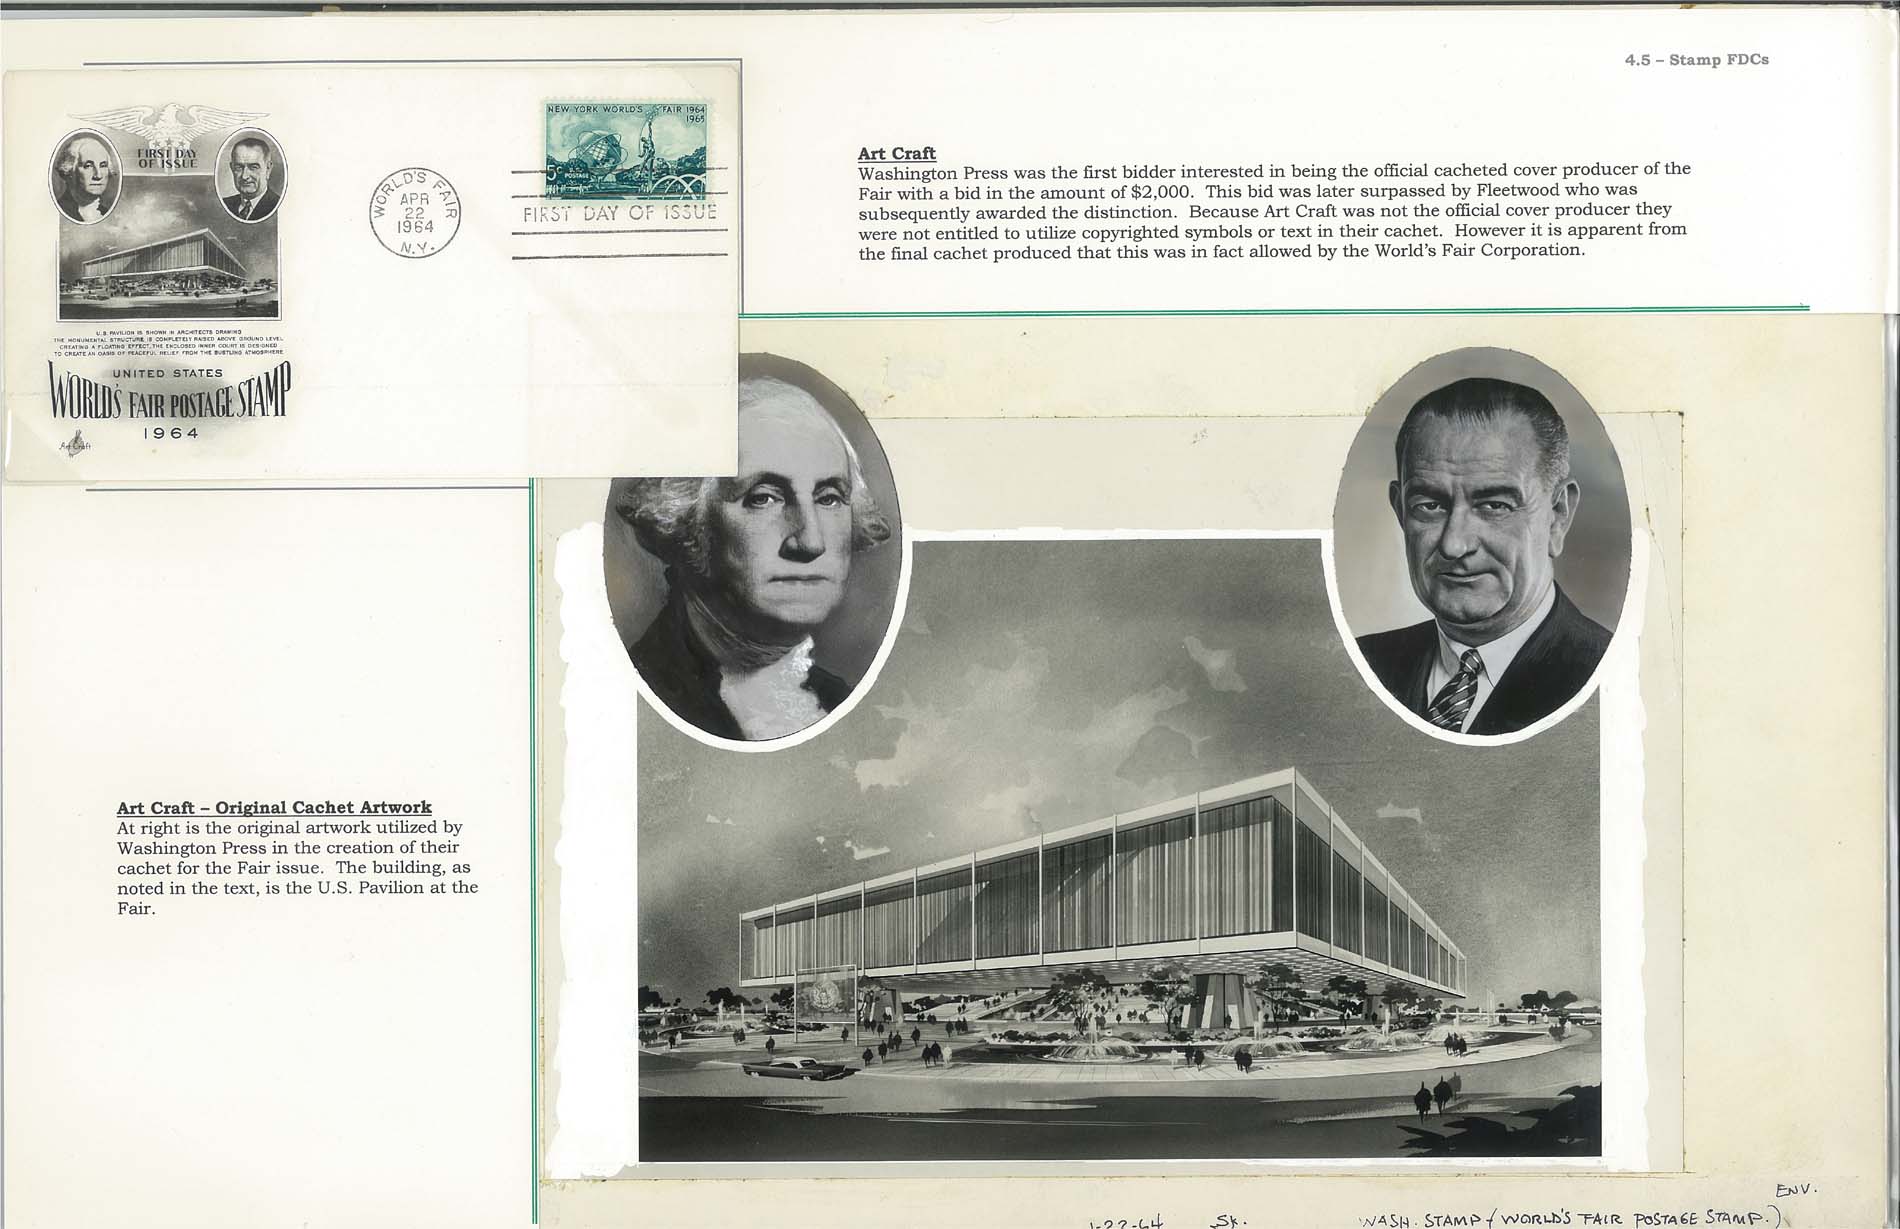 4.5 – Stamp FDCs
FIRST DAY
OF ISSUE
WORLD'S FAIR
APR
22
1964
N.Y.
NEW YORK WORLD'S FAIR 1964
1965
5c U.S.
POSTAGE
FIRST DAY OF ISSUE
U.S. PAVILION IS SHOWN IN ARCHITECTS DRAWING
THE MONUMENTAL STRUCTURE IS COMPLETELY RAISED ABOVE GROUND LEVEL
CREATING A FLOATING EFFECT, THE ENCLOSED INNER COURT IS DESIGNED
TO CREATE AN OASIS OF PEACEFUL RELIEF FROM THE BUSTLING ATMOSPHERE
UNITED STATES
WORLD'S FAIR POSTAGE STAMP
1964
Art Craft
Art Craft
Washington Press was the first bidder interested in being the official cacheted cover producer of the
Fair with a bid in the amount of $2,000. This bid was later surpassed by Fleetwood who was
subsequently awarded the distinction. Because Art Craft was not the official cover producer they
were not entitled to utilize copyrighted symbols or text in their cachet. However it is apparent from
the final cachet produced that this was in fact allowed by the World's Fair Corporation.
Art Craft – Original Cachet Artwork
At right is the original artwork utilized by
Washington Press in the creation of their
cachet for the Fair issue. The building, as
noted in the text, is the U.S. Pavilion at the
Fair.
ENV.
1-22-64 Sk. WASH. STAMP (WORLD'S FAIR POSTAGE STAMP.)